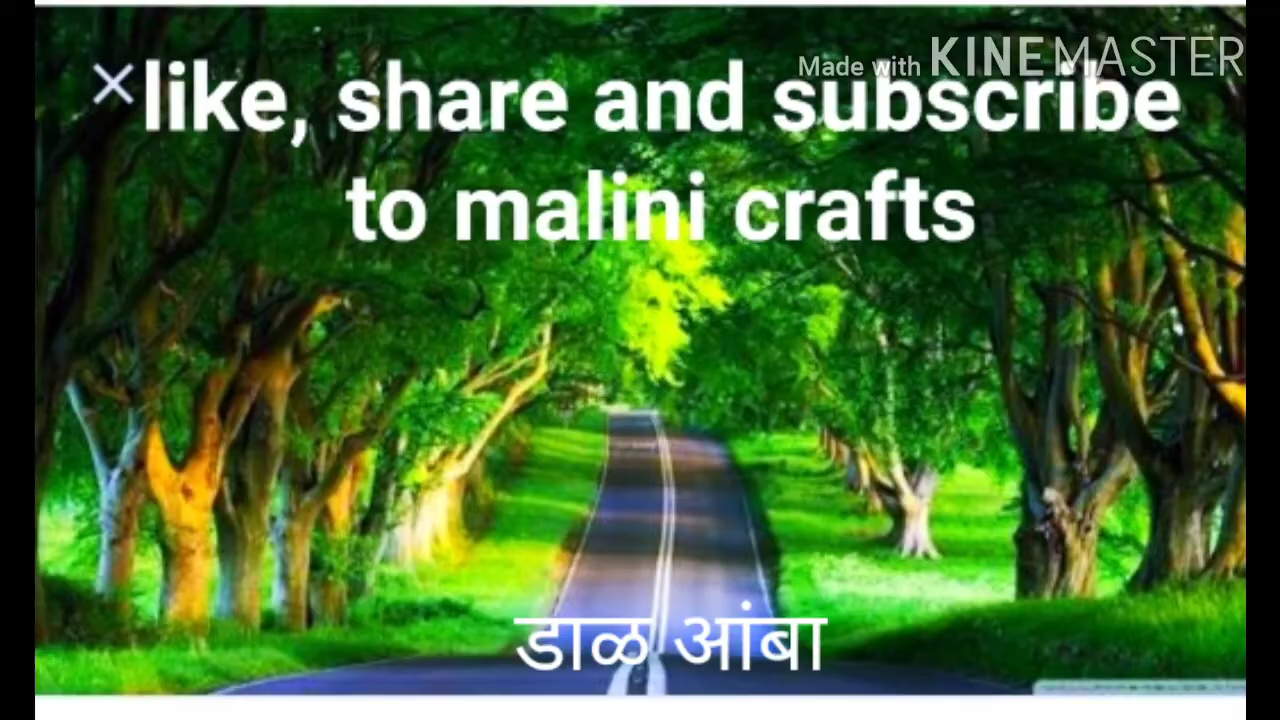 Made with KINEMASTER
like, share and subscribe
to malini crafts
डाळ आंबा